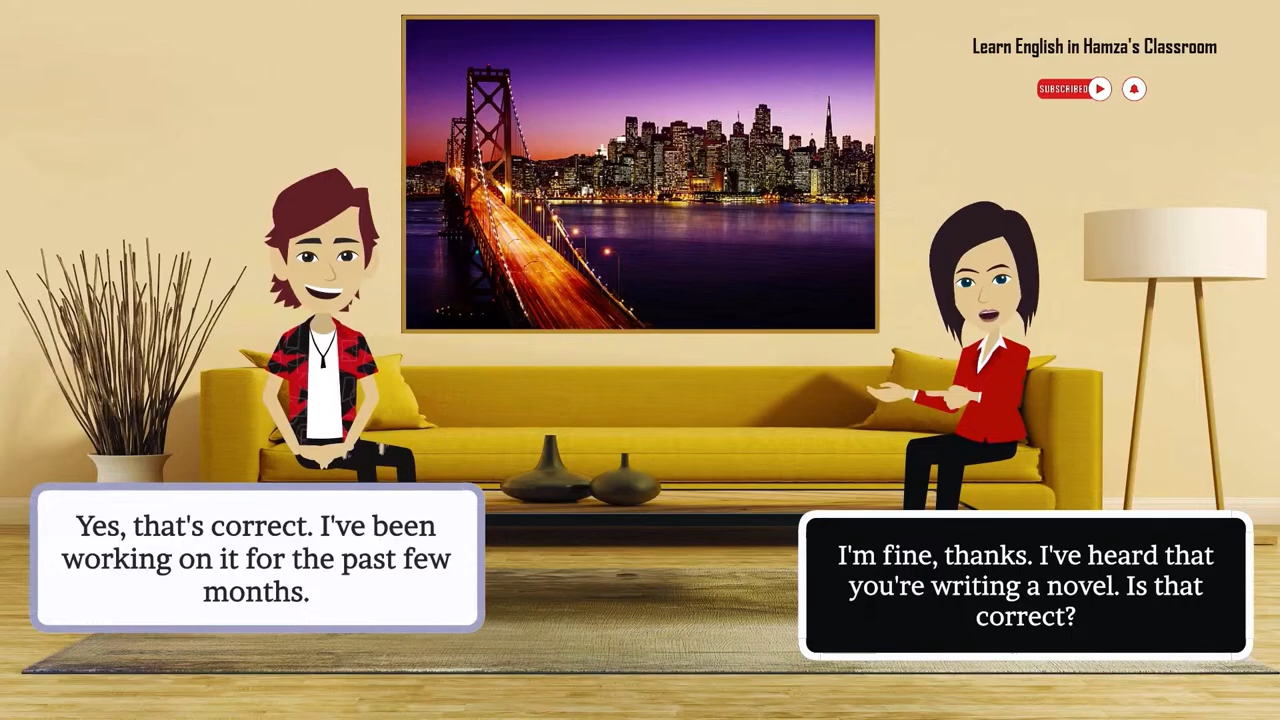 Learn English in Hamza's Classroom
SUBSCRIBED
Yes, that's correct. I've been
working on it for the past few
months.
I'm fine, thanks. I've heard that
you're writing a novel. Is that
correct?